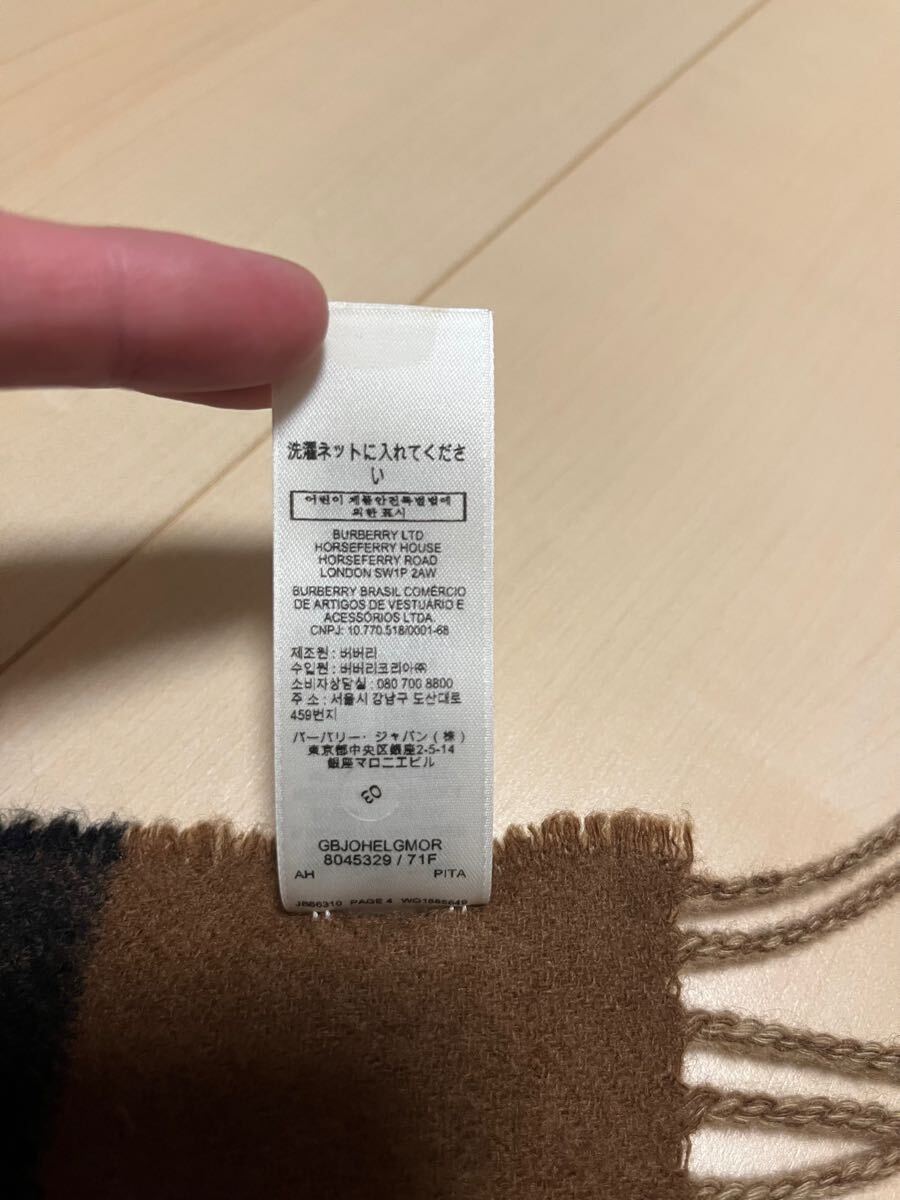 洗濯ネットに入れてくださ
い
어린이 제품안전특별법에
의한 표시
BURBERRY LTD
HORSEFERRY HOUSE
HORSEFERRY ROAD
LONDON SW1P 2AW
BURBERRY BRASIL COMÉRCIO
DE ARTIGOS DE VESTUÁRIO E
ACESSÓRIOS LTDA
CNPJ: 10.770.518/0001-68
제조원 : 버버리
수입원 : 버버리코리아㈜
소비자상담실 : 080 700 8800
주 소 : 서울시 강남구 도산대로
459번지
バーバリー・ジャパン(株)
東京都中央区銀座2-5-14
銀座マロニエビル
03
GBJOHELGMOR
8045329 / 71F
AH PITA
PAGE 4